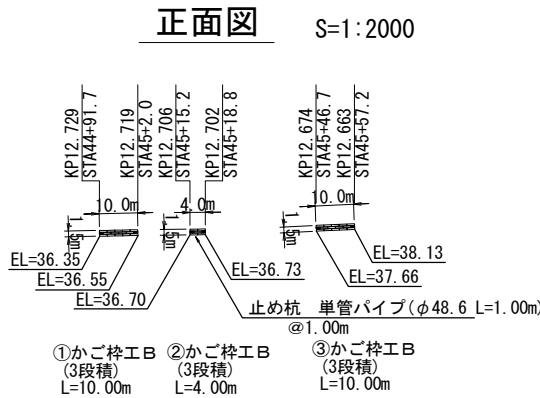 正面図 S=1:2000
KP12.729
STA44+91.7
KP12.719
STA45+2.0
KP12.706
STA45+15.2
KP12.702
STA45+18.8
KP12.674
STA45+46.7
KP12.663
STA45+57.2
10.0m
4.0m
10.0m
1.5m
1.5m
1.5m
EL=36.35
EL=36.55
EL=36.70
EL=36.73
EL=38.13
EL=37.66
止め杭 単管パイプ(φ48.6 L=1.00m)
@1.00m
①かご枠工B
(3段積)
L=10.00m
②かご枠工B
(3段積)
L=4.00m
③かご枠工B
(3段積)
L=10.00m